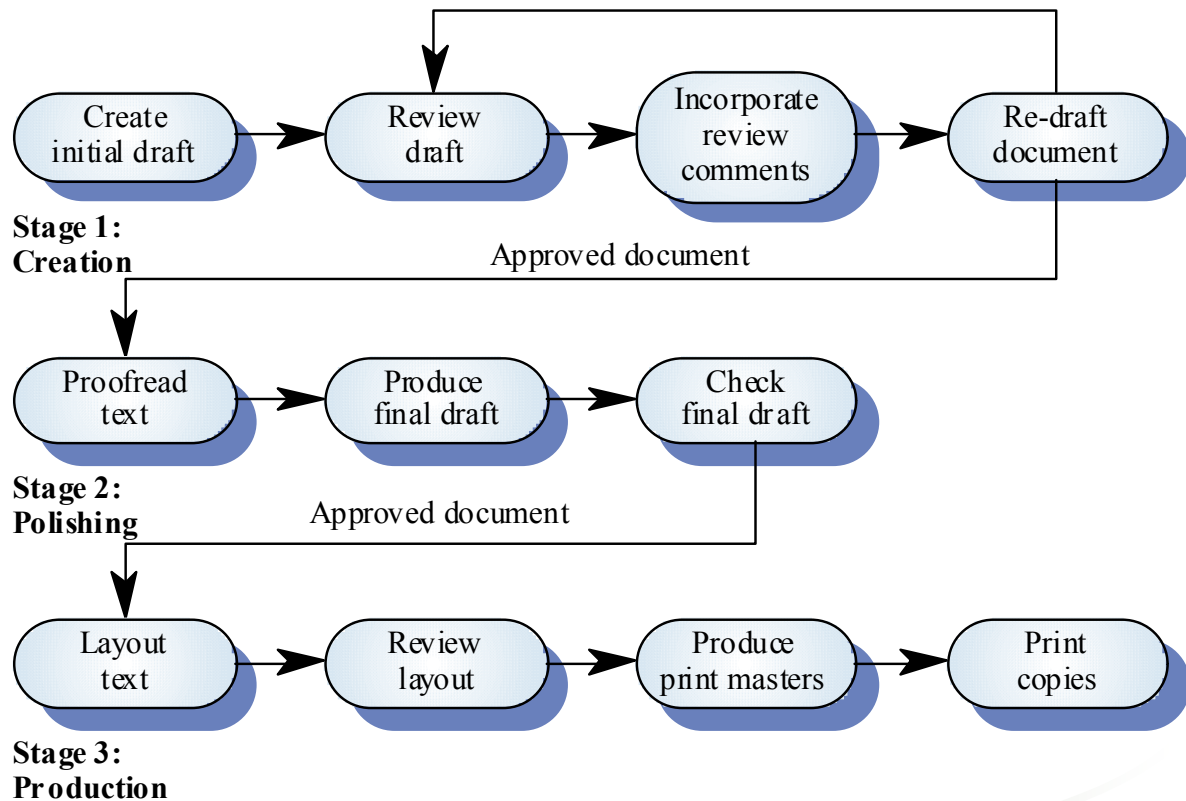 Create
initial draft
Review
draft
Incorporate
review
comments
Re-draft
document
Stage 1:
Creation
Approved document
Proofread
text
Produce
final draft
Check
final draft
Stage 2:
Polishing
Approved document
Layout
text
Review
layout
Produce
print masters
Print
copies
Stage 3:
Production